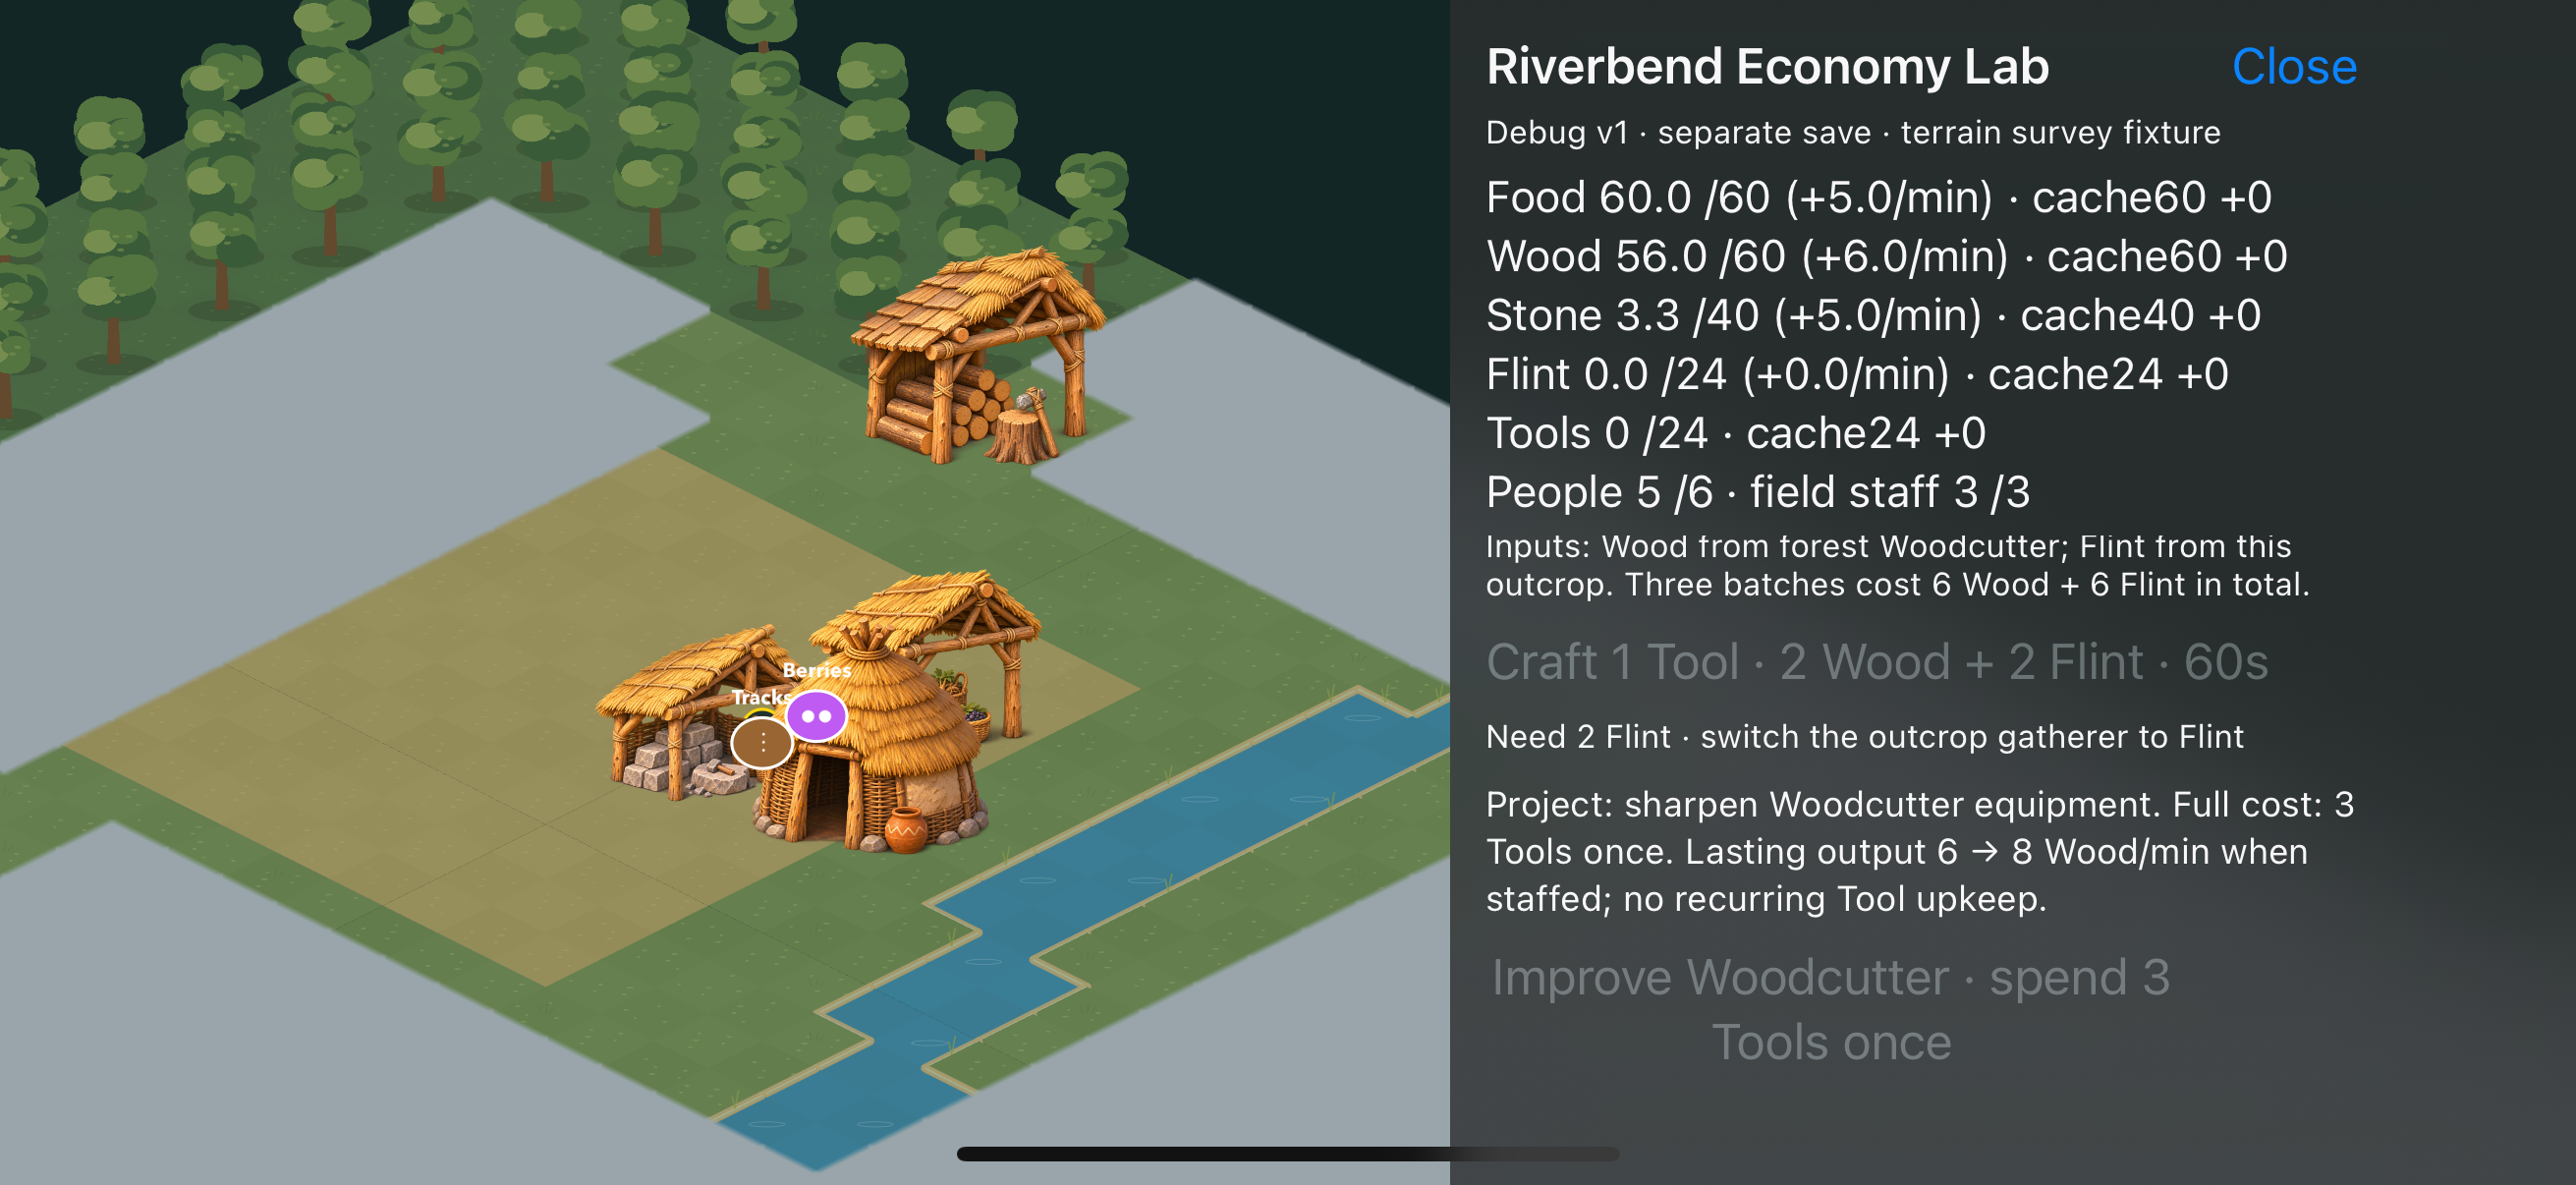 Riverbend Economy Lab
Close
Debug v1 · separate save · terrain survey fixture
Food 60.0 /60 (+5.0/min) · cache60 +0
Wood 56.0 /60 (+6.0/min) · cache60 +0
Stone 3.3 /40 (+5.0/min) · cache40 +0
Flint 0.0 /24 (+0.0/min) · cache24 +0
Tools 0 /24 · cache24 +0
People 5 /6 · field staff 3 /3
Inputs: Wood from forest Woodcutter; Flint from this
outcrop. Three batches cost 6 Wood + 6 Flint in total.
Craft 1 Tool · 2 Wood + 2 Flint · 60s
Need 2 Flint · switch the outcrop gatherer to Flint
Project: sharpen Woodcutter equipment. Full cost: 3
Tools once. Lasting output 6 → 8 Wood/min when
staffed; no recurring Tool upkeep.
Improve Woodcutter · spend 3
Tools once
Berries
Tracks